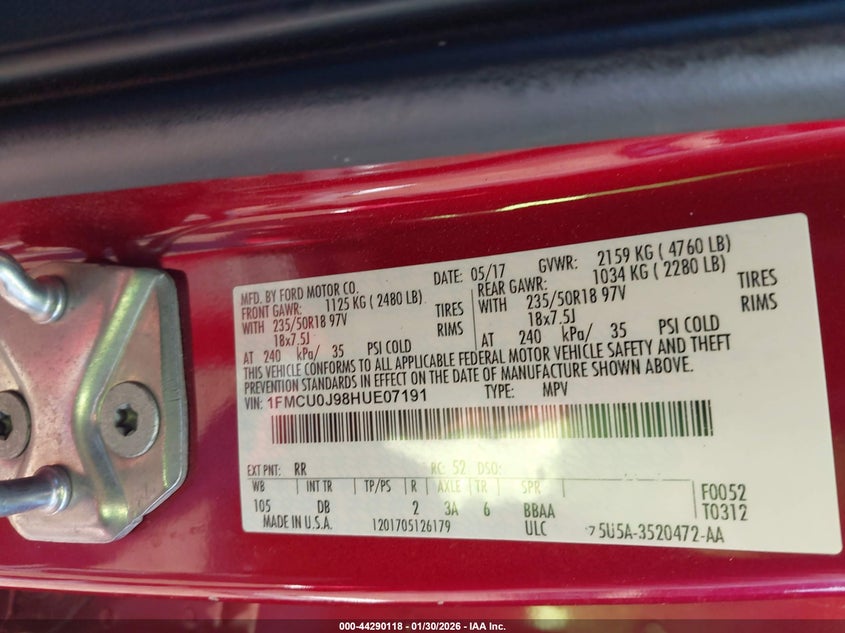 MFD. BY FORD MOTOR CO.
DATE: 05/17 GVWR: 2159 KG ( 4760 LB)
FRONT GAWR: 1125 KG ( 2480 LB) REAR GAWR: 1034 KG ( 2280 LB)
WITH 235/50R18 97V TIRES 235/50R18 97V TIRES
18x7.5J RIMS WITH 18x7.5J RIMS
AT 240 kPa/ 35 PSI COLD AT 240 kPa/ 35 PSI COLD
THIS VEHICLE CONFORMS TO ALL APPLICABLE FEDERAL MOTOR VEHICLE SAFETY AND THEFT
PREVENTION STANDARDS IN EFFECT ON THE DATE OF MANUFACTURE SHOWN ABOVE.
VIN: 1FMCU0J98HUE07191 TYPE: MPV
EXT PNT: RR RC: 52 DSO:
WB INT TR TP/PS R AXLE TR SPR F0052
105 DB 2 3A 6 BBAA T0312
MADE IN U.S.A. 1201705126179 ULC 5U5A-3520472-AA
000-44290118 - 01/30/2026 - IAA Inc.